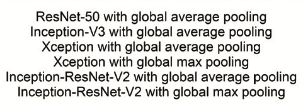 ResNet-50 with global average pooling
Inception-V3 with global average pooling
Xception with global average pooling
Xception with global max pooling
Inception-ResNet-V2 with global average pooling
Inception-ResNet-V2 with global max pooling